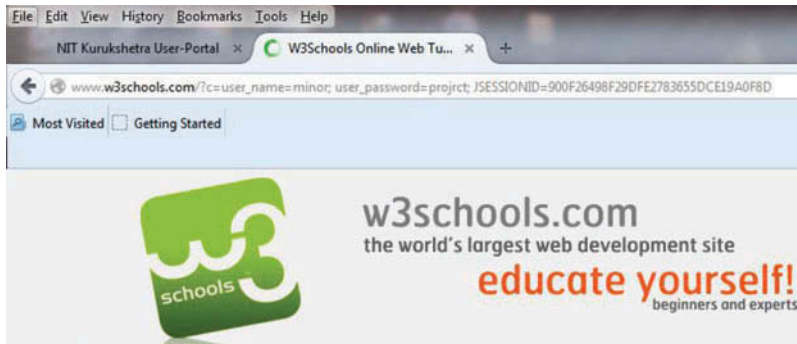 File Edit View History Bookmarks Tools Help
NIT Kurukshetra User-Portal × W3Schools Online Web Tu... × +
www.w3schools.com/?c=user_name=minor; user_password=projrct; JSESSIONID=900F26498F29DFE2783655DCE19A0F8D
Most Visited Getting Started
w3 schools
w3schools.com
the world's largest web development site
educate yourself!
beginners and experts